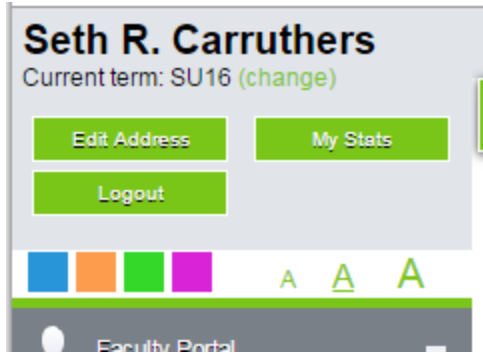 Seth R. Carruthers
Current term: SU16 (change)
Edit Address My Stats
Logout
A A A
Faculty Portal